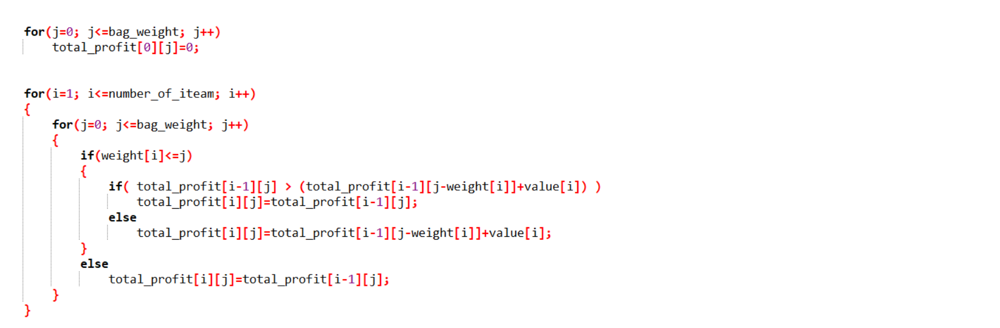 for(j=0; j<=bag_weight; j++)
    total_profit[0][j]=0;
for(i=1; i<=number_of_iteam; i++)
{
    for(j=0; j<=bag_weight; j++)
    {
        if(weight[i]<=j)
        {
            if( total_profit[i-1][j] > (total_profit[i-1][j-weight[i]]+value[i]) )
                total_profit[i][j]=total_profit[i-1][j];
            else
                total_profit[i][j]=total_profit[i-1][j-weight[i]]+value[i];
        }
        else
            total_profit[i][j]=total_profit[i-1][j];
    }
}